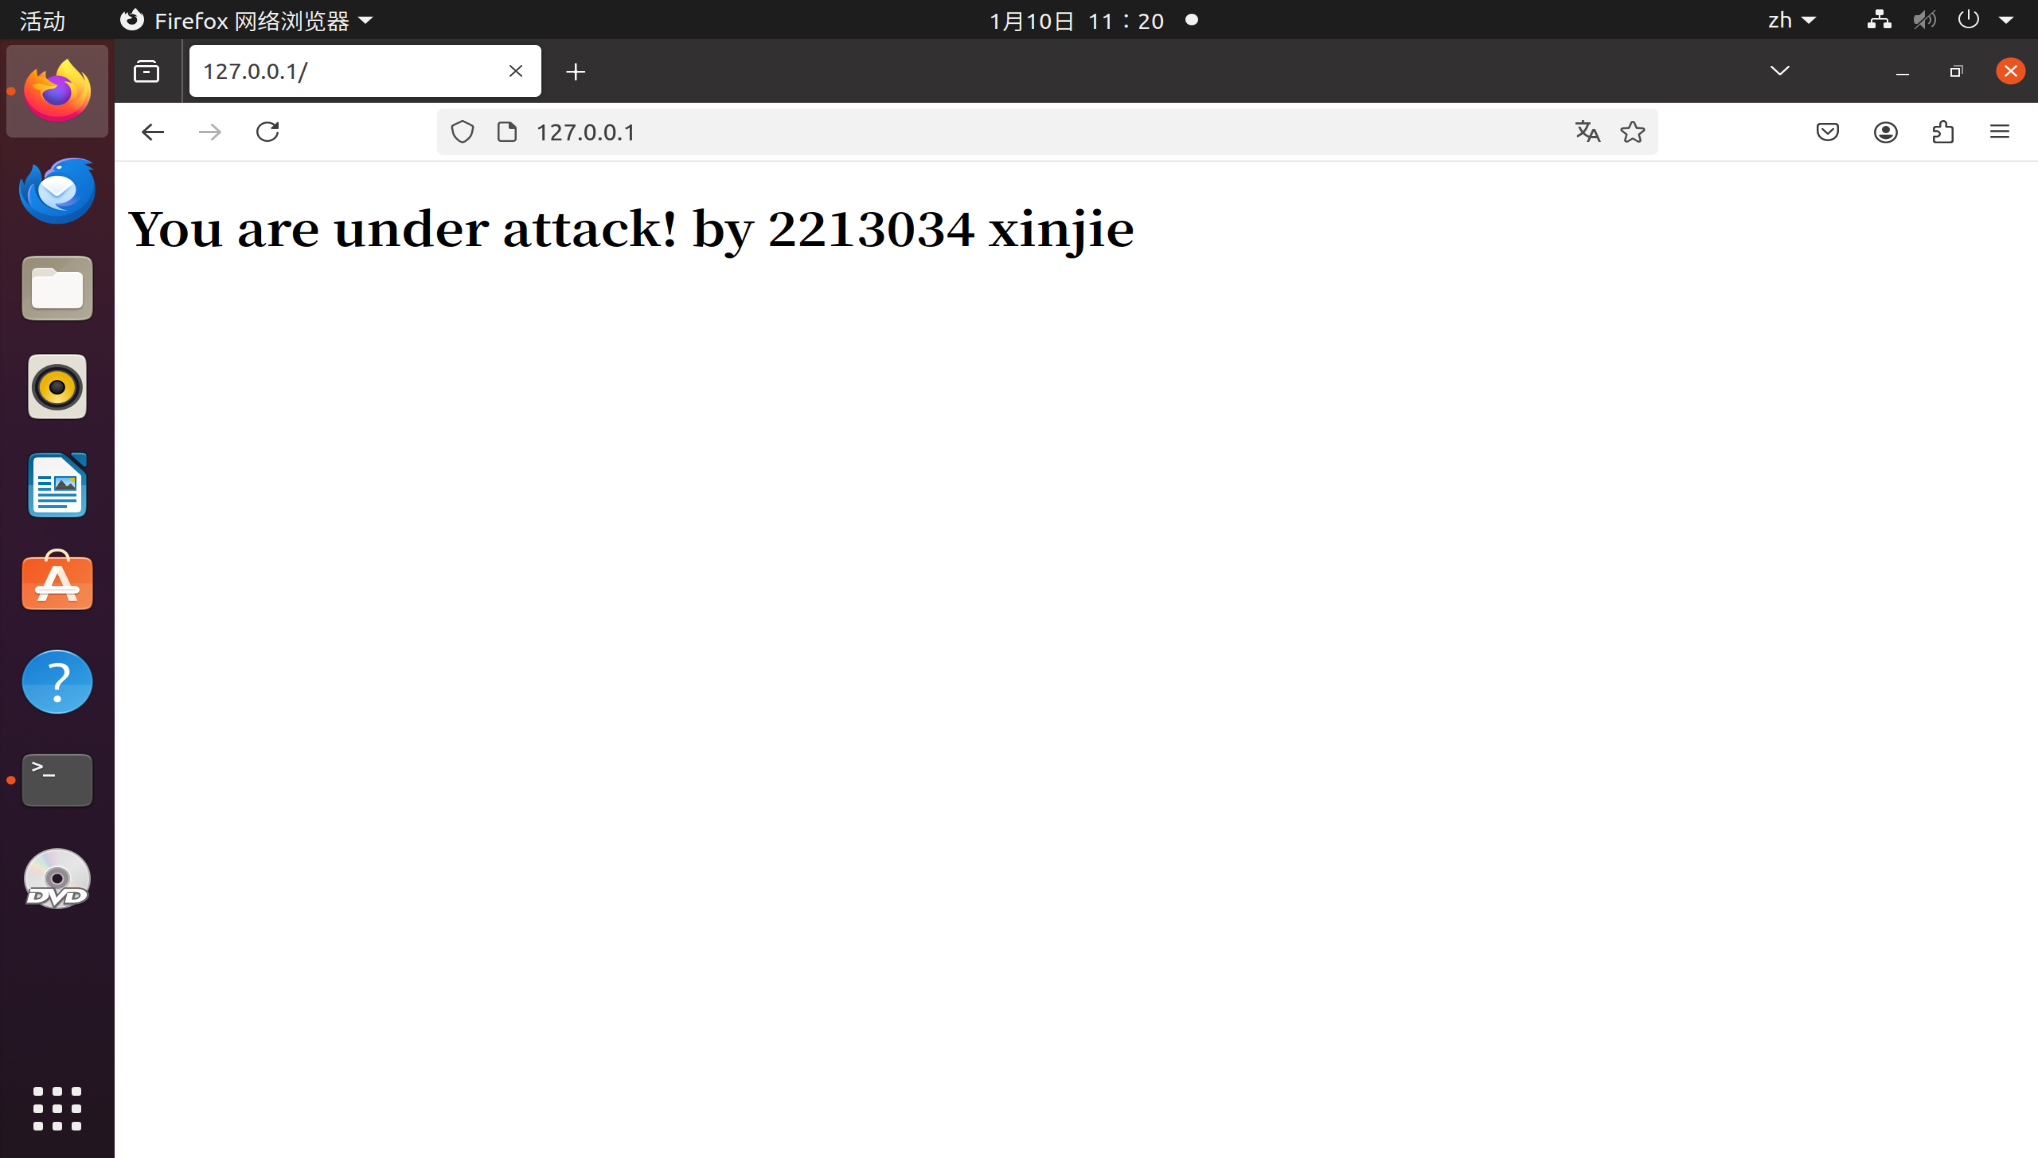 活动
Firefox 网络浏览器
1月10日 11：20
zh
127.0.0.1/
127.0.0.1
You are under attack! by 2213034 xinjie
>_
DVD